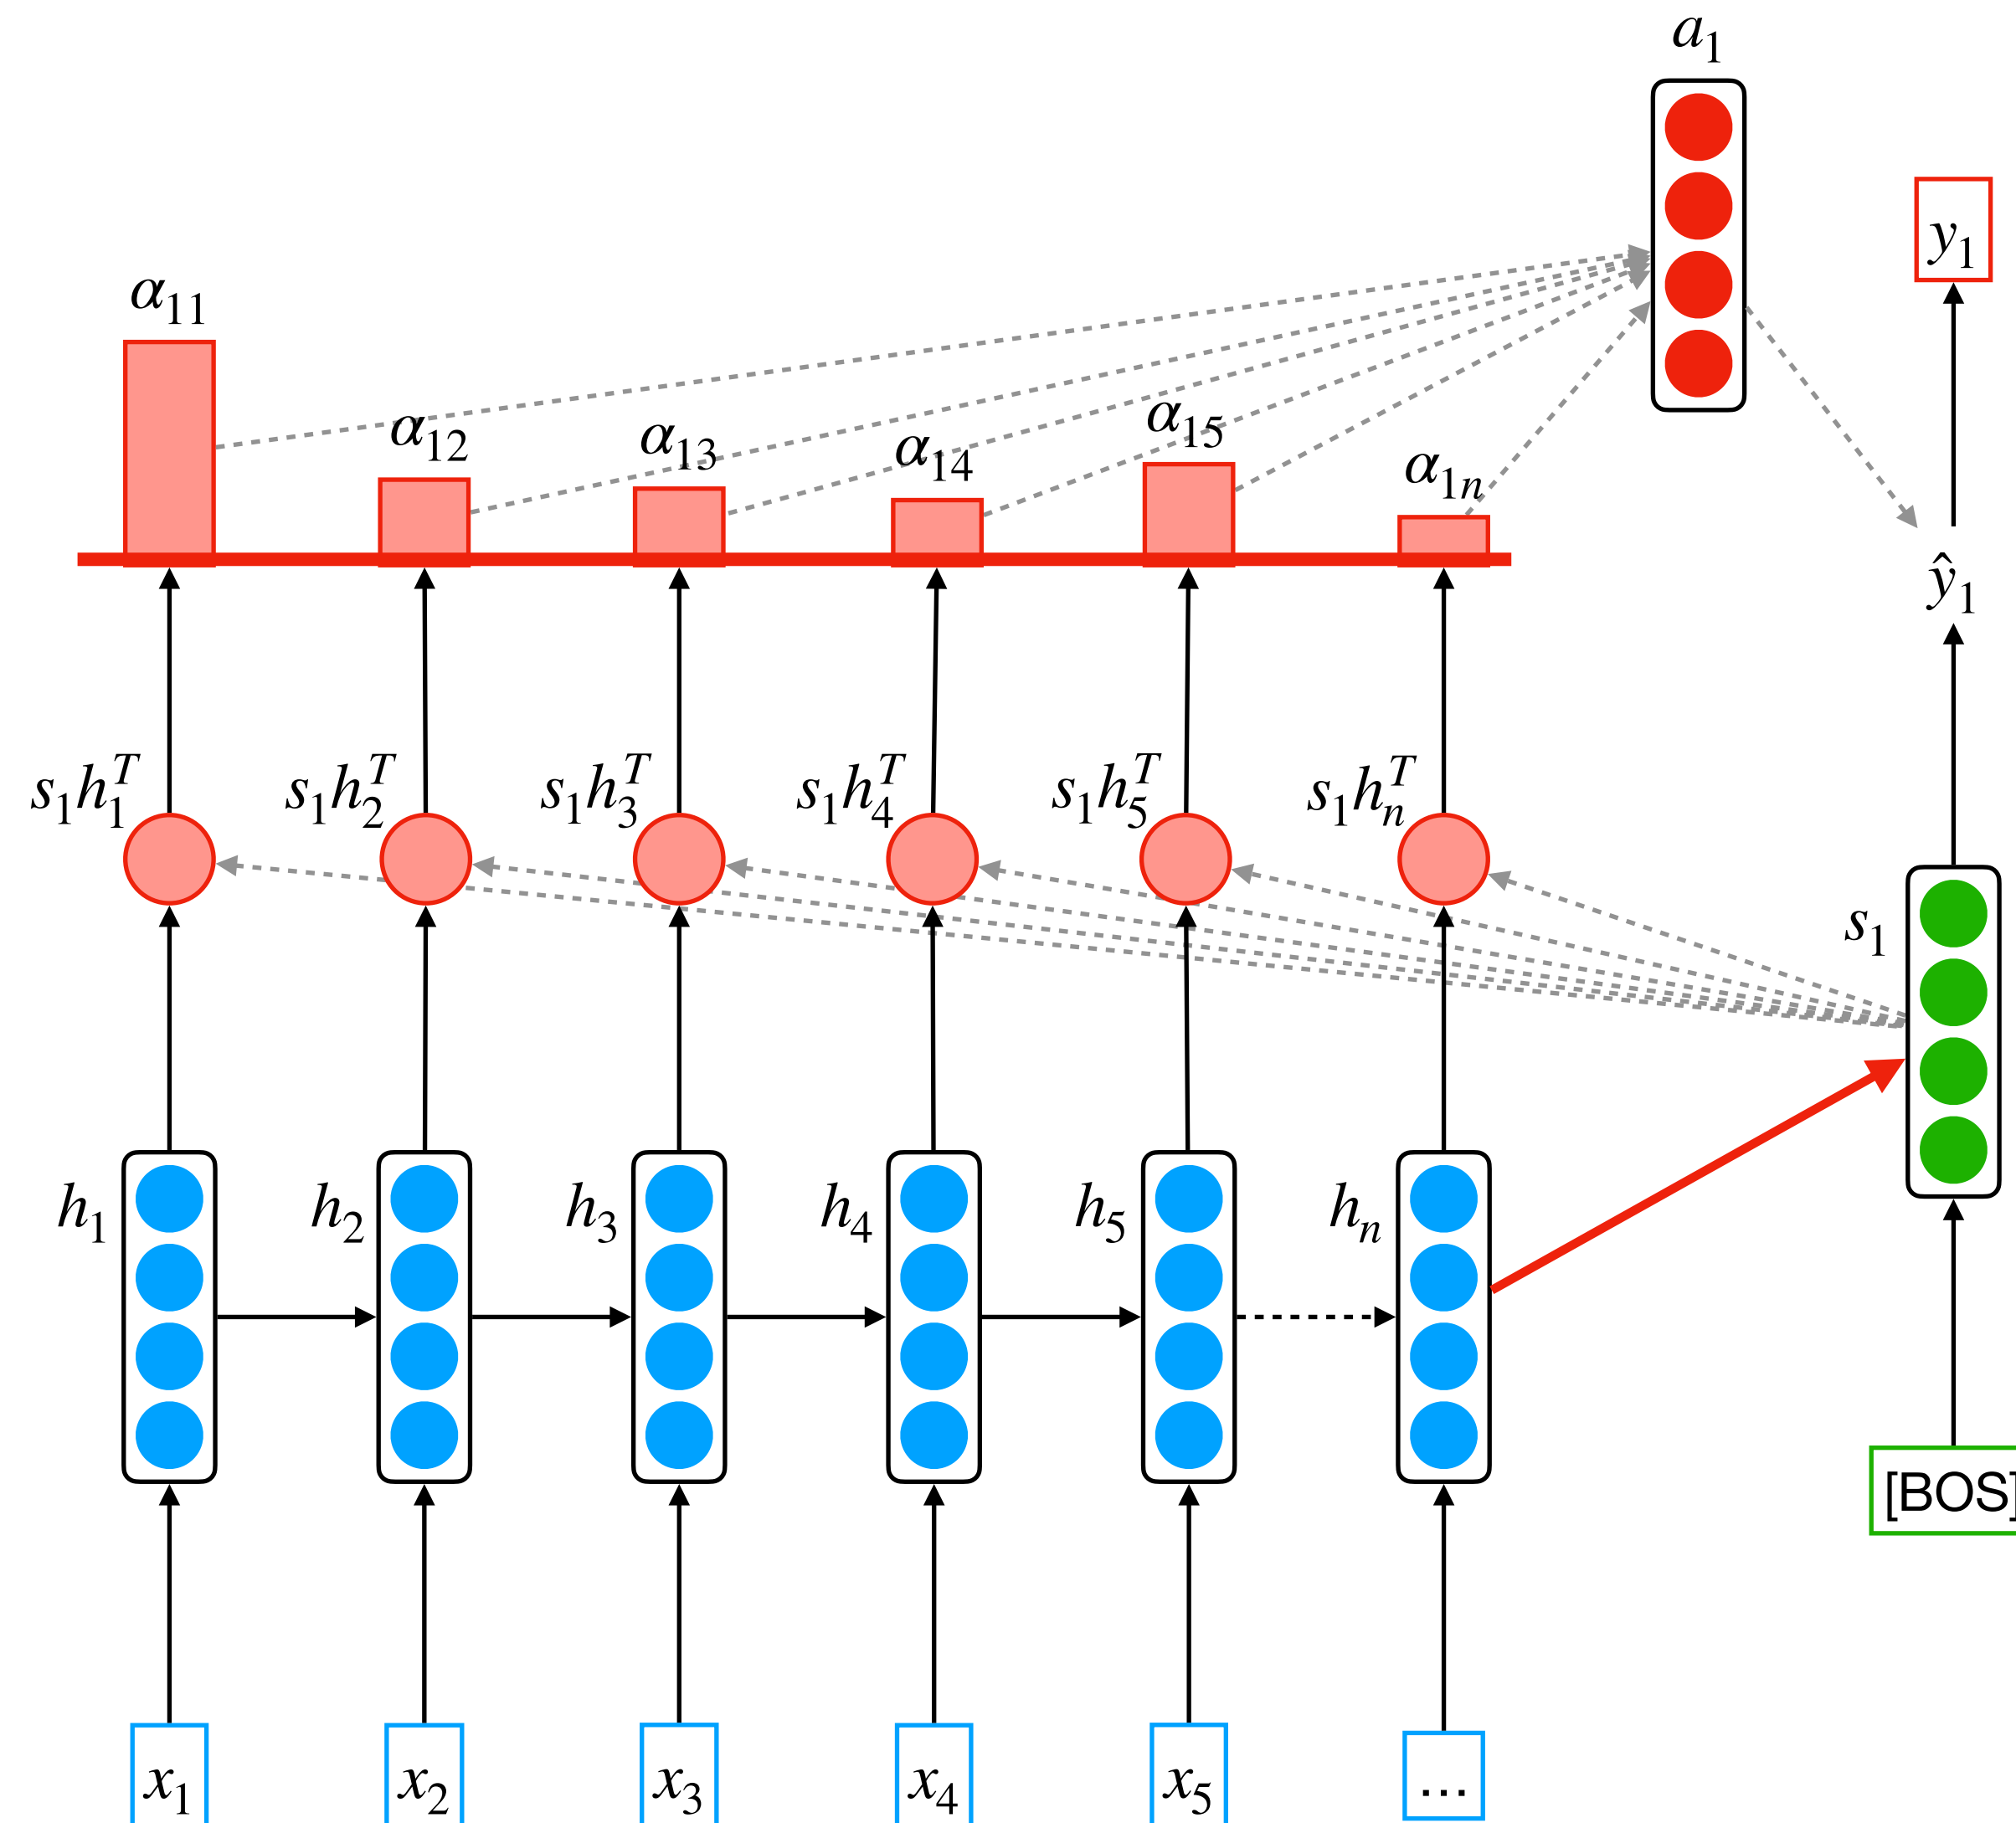 a₁
y₁
α₁₁
α₁₂ α₁₃ α₁₄ α₁₅ α₁ₙ
ŷ₁
s₁h₁ᵀ s₁h₂ᵀ s₁h₃ᵀ s₁h₄ᵀ s₁h₅ᵀ s₁hₙᵀ
s₁
h₁ h₂ h₃ h₄ h₅ hₙ
[BOS]
x₁ x₂ x₃ x₄ x₅ ...